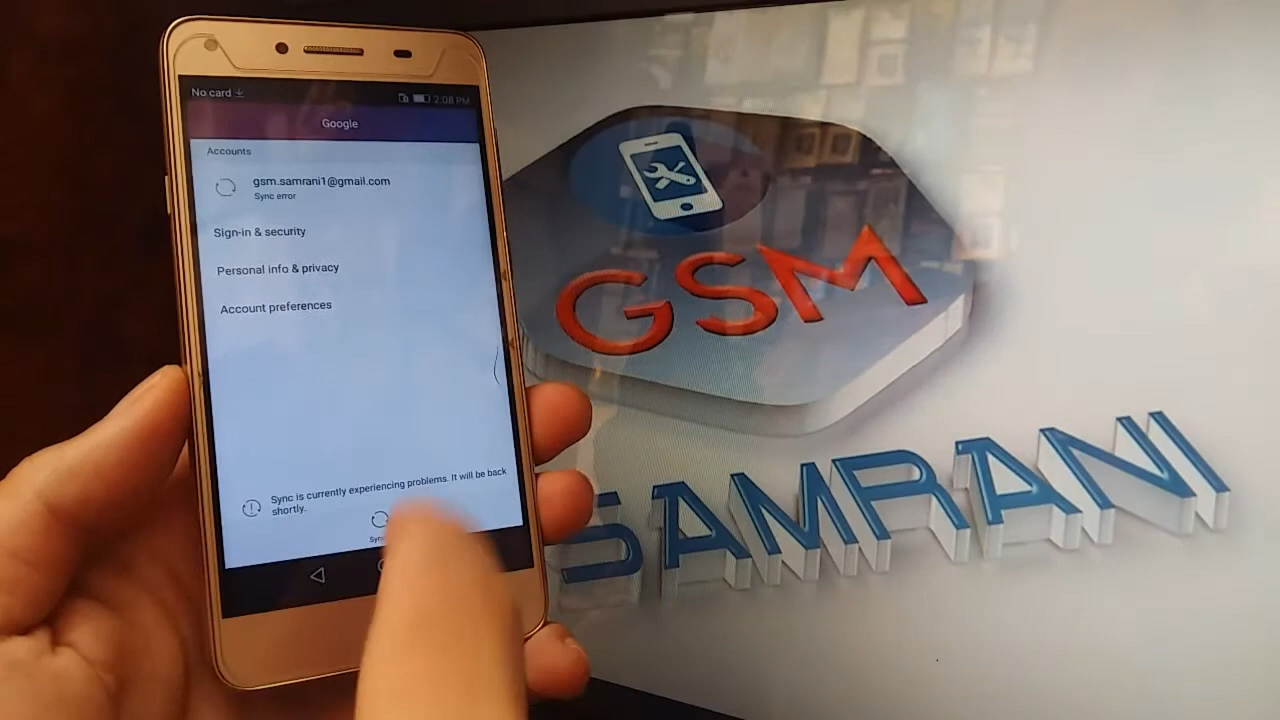 No card
2:08 PM
Google
Accounts
gsm.samrani1@gmail.com
Sync error
Sign-in & security
Personal info & privacy
Account preferences
Sync is currently experiencing problems. It will be back
shortly.
GSM
SAMRANI